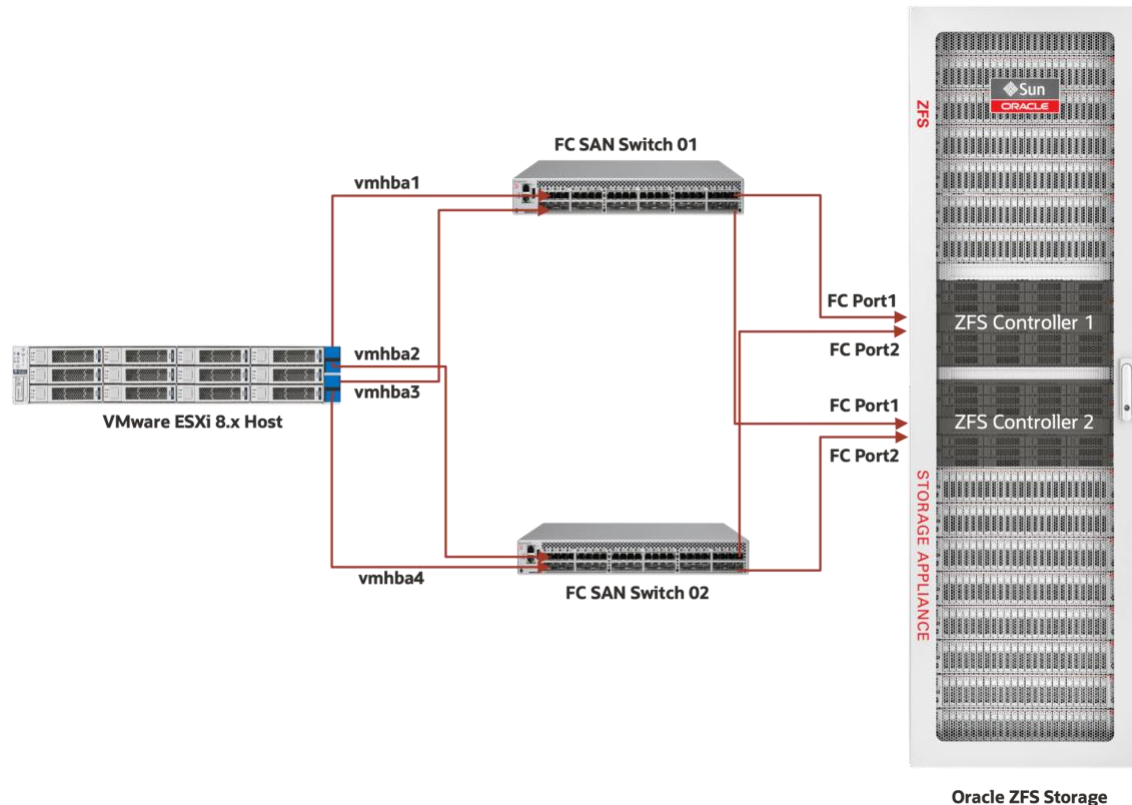 FC SAN Switch 01
vmhba1
vmhba2
vmhba3
VMware ESXi 8.x Host
vmhba4
FC SAN Switch 02
FC Port1
FC Port2
FC Port1
FC Port2
ZFS
Sun
ORACLE
ZFS Controller 1
ZFS Controller 2
STORAGE APPLIANCE
Oracle ZFS Storage